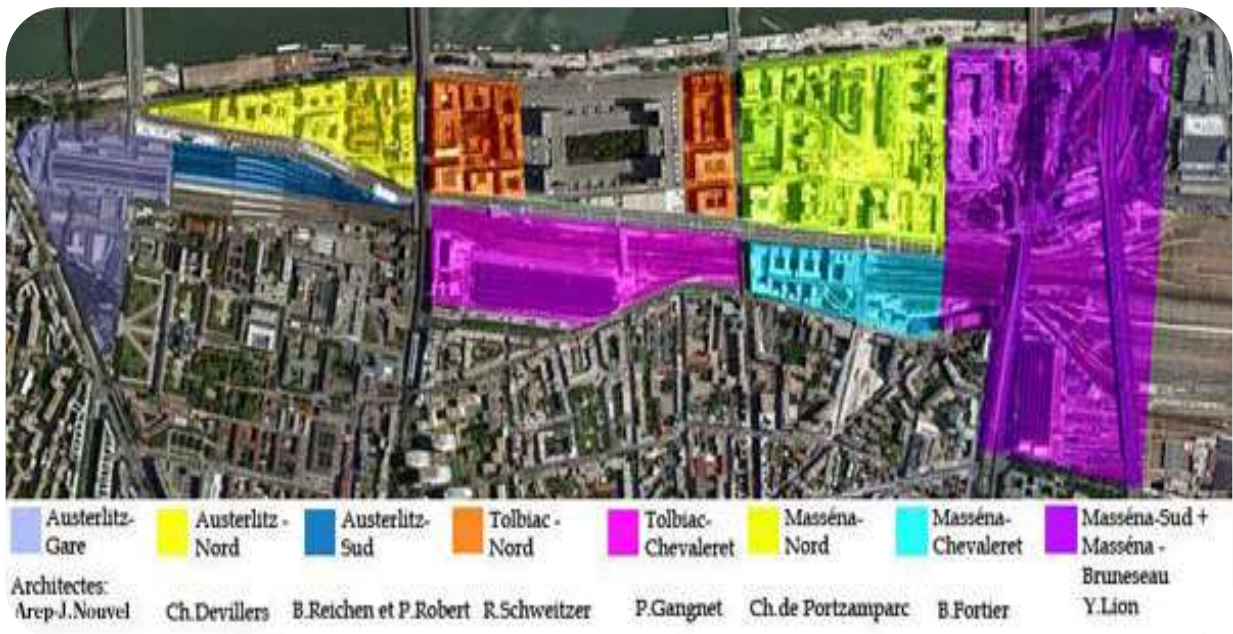 Austerlitz-
Gare
Austerlitz -
Nord
Austerlitz-
Sud
Tolbiac -
Nord
Tolbiac-
Chevaleret
Masséna-
Nord
Masséna-
Chevaleret
Masséna-Sud +
Masséna -
Bruneseau
Architectes:
Arep-J.Nouvel
Ch.Devillers
B.Reichen et P.Robert
R.Schweitzer
P.Gangnet
Ch.de Portzamparc
B.Fortier
Y.Lion